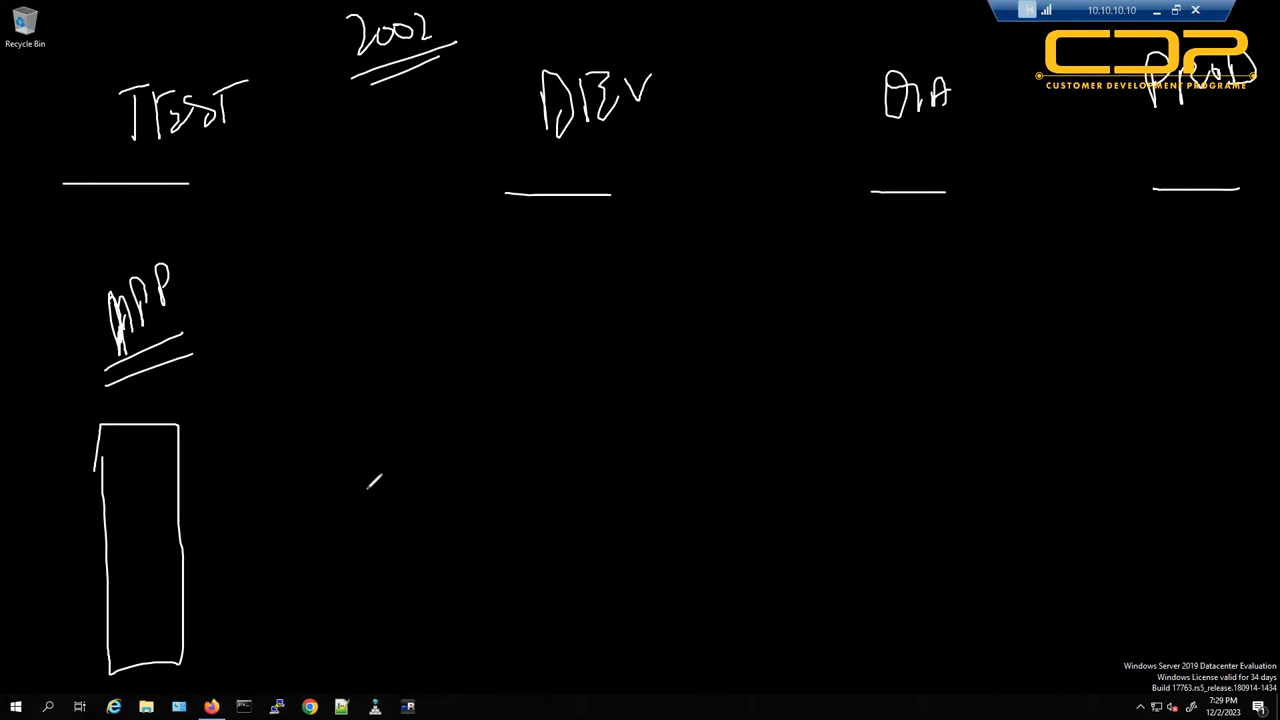 2002
10.10.10.10
Recycle Bin
CDP
CUSTOMER DEVELOPMENT PROGRAME
TEST
DEV
QA
PROD
APP
Windows Server 2019 Datacenter Evaluation
Windows License valid for 34 days
Build 17763.rs5_release.180914-1434
7:29 PM
12/2/2023